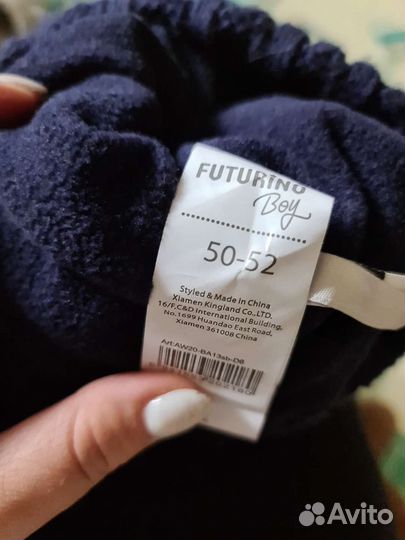 FUTURINO
Boy
50-52
Styled & Made In China
Xiamen Kingland Co.,Ltd
16/F,C&D International Building,
No.1699 Huandao East Road,
Xiamen 361008 China
Art:AW20-BA13sb-DB
Avito